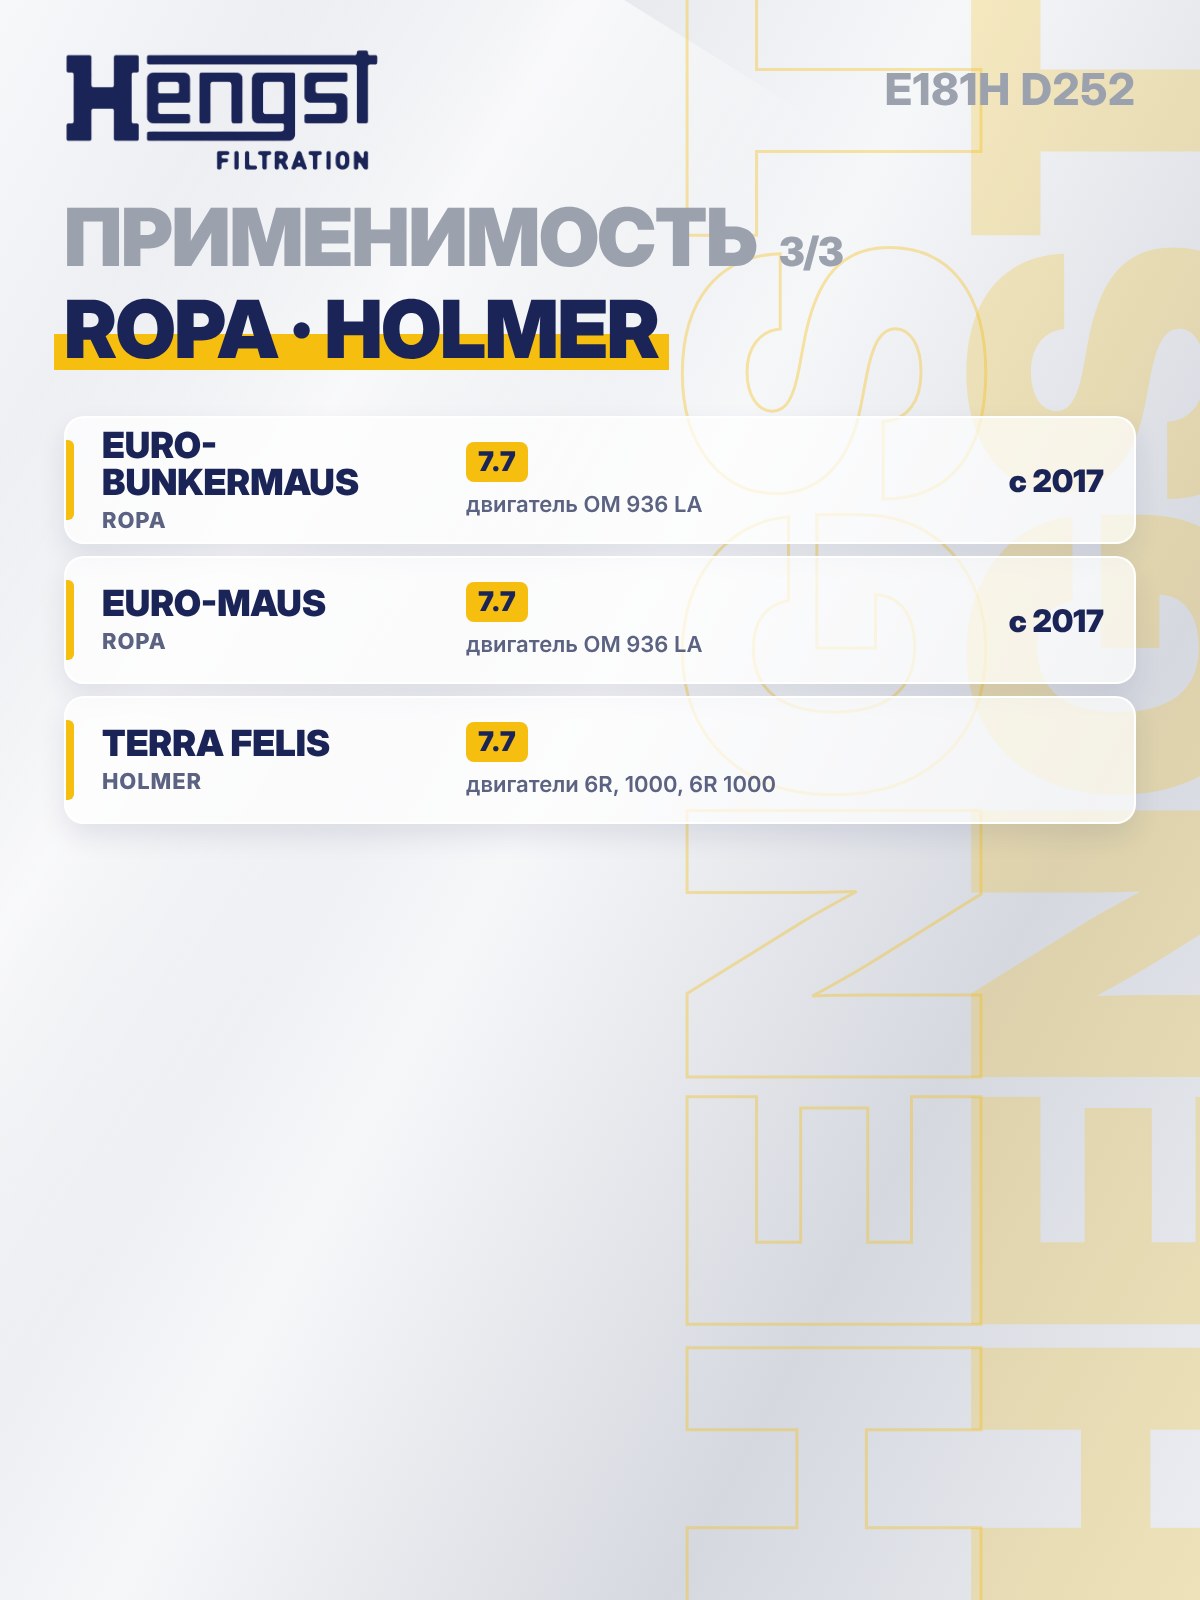 Hengst
FILTRATION
E181H D252
ПРИМЕНИМОСТЬ 3/3
ROPA · HOLMER
EURO-
BUNKERMAUS
ROPA
7.7
двигатель OM 936 LA
с 2017
EURO-MAUS
ROPA
7.7
двигатель OM 936 LA
с 2017
TERRA FELIS
HOLMER
7.7
двигатели 6R, 1000, 6R 1000
HENGST
HENGST